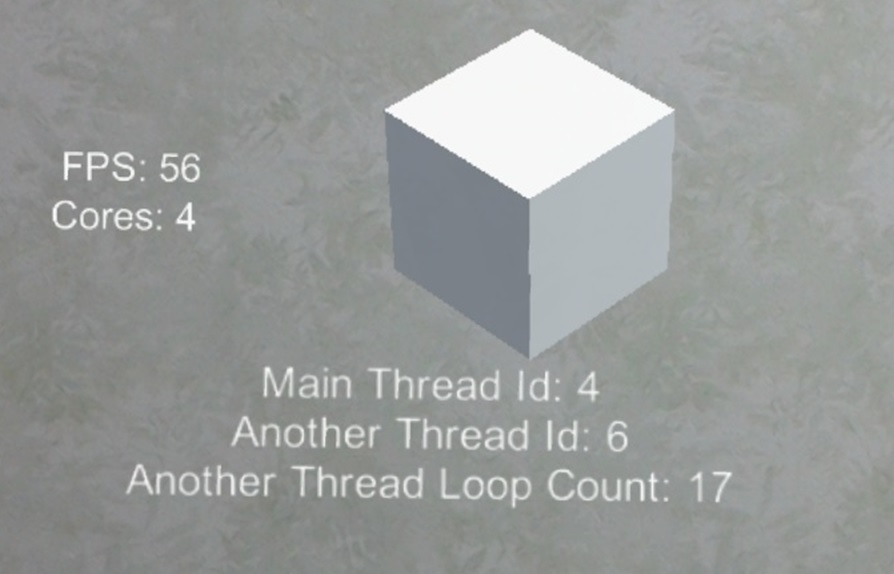 FPS: 56
Cores: 4
Main Thread Id: 4
Another Thread Id: 6
Another Thread Loop Count: 17